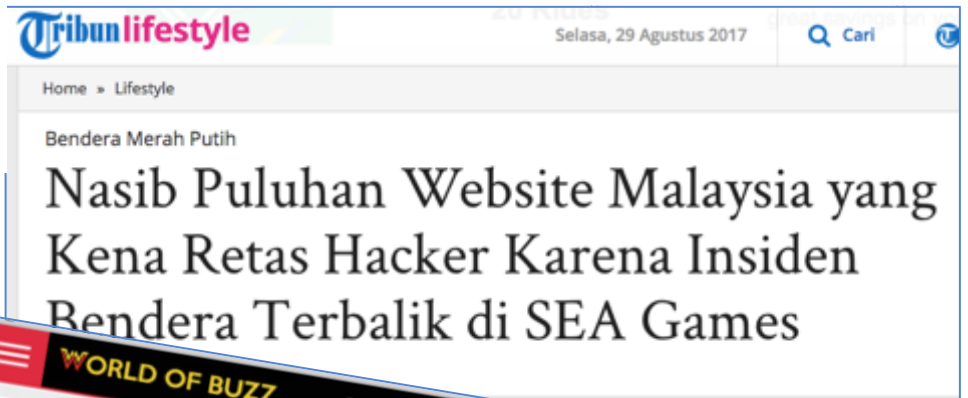 Tribunlifestyle
Selasa, 29 Agustus 2017
Cari
Home » Lifestyle
Bendera Merah Putih
Nasib Puluhan Website Malaysia yang
Kena Retas Hacker Karena Insiden
Bendera Terbalik di SEA Games
WORLD OF BUZZ